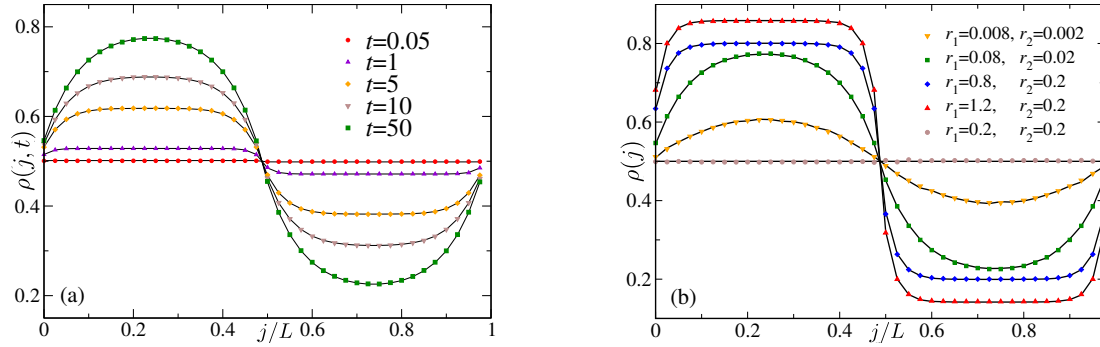 0.8
0.6
0.4
0.2
ρ(j, t)
t=0.05
t=1
t=5
t=10
t=50
(a)
0 0.2 0.4 0.6 0.8 1
j/L
0.8
0.6
0.4
0.2
ρ(j)
r₁=0.008, r₂=0.002
r₁=0.08, r₂=0.02
r₁=0.8, r₂=0.2
r₁=1.2, r₂=0.2
r₁=0.2, r₂=0.2
(b)
0 0.2 0.4 0.6 0.8
j/L